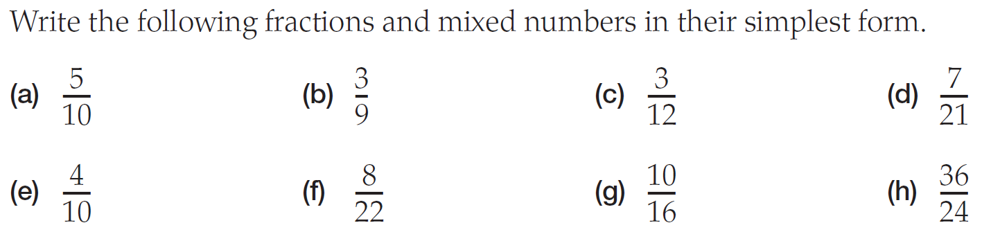 Write the following fractions and mixed numbers in their simplest form.
(a) 5/10 (b) 3/9 (c) 3/12 (d) 7/21
(e) 4/10 (f) 8/22 (g) 10/16 (h) 36/24